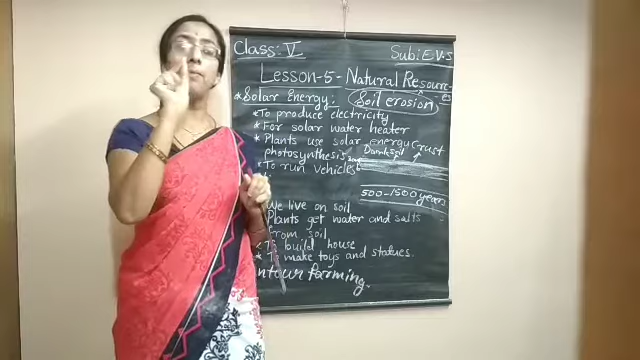 Class: V
Sub: E.V.S
Lesson-5- Natural Resources
* Solar Energy:
Soil erosion
* To produce electricity
* For solar water heater
* Plants use solar energy
crust
photosynthesis
* To run vehicles
500-1500 years
We live on soil
Plants get water and salts
from soil
To build house
To make toys and statues.
ntour farming.